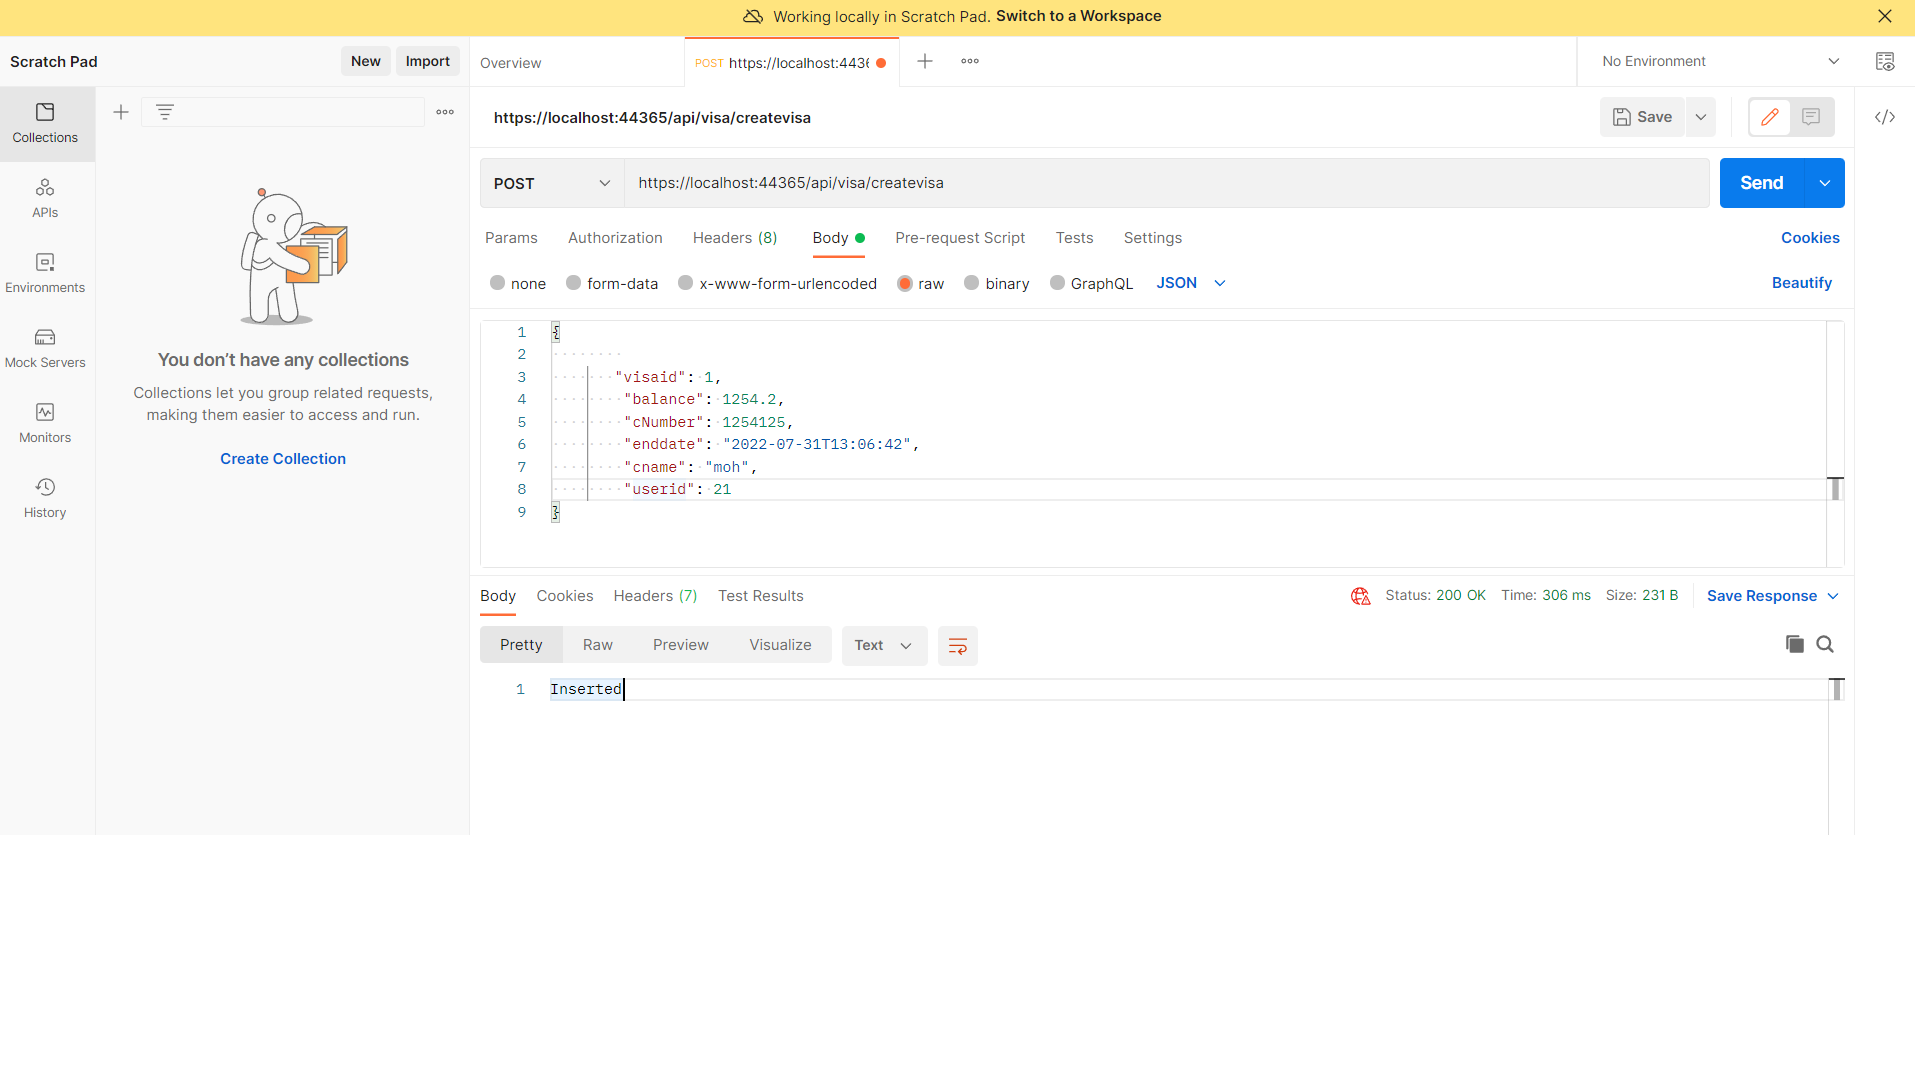 Working locally in Scratch Pad. Switch to a Workspace
Scratch Pad
New
Import
Overview
POST https://localhost:4436
No Environment
Collections
APIs
Environments
Mock Servers
Monitors
History
You don’t have any collections
Collections let you group related requests,
making them easier to access and run.
Create Collection
https://localhost:44365/api/visa/createvisa
Save
POST
https://localhost:44365/api/visa/createvisa
Send
Params
Authorization
Headers (8)
Body
Pre-request Script
Tests
Settings
Cookies
none
form-data
x-www-form-urlencoded
raw
binary
GraphQL
JSON
Beautify
1 {
2
3 "visaid": 1,
4 "balance": 1254.2,
5 "cNumber": 1254125,
6 "enddate": "2022-07-31T13:06:42",
7 "cname": "moh",
8 "userid": 21
9 }
Body
Cookies
Headers (7)
Test Results
Status: 200 OK
Time: 306 ms
Size: 231 B
Save Response
Pretty
Raw
Preview
Visualize
Text
1 Inserted